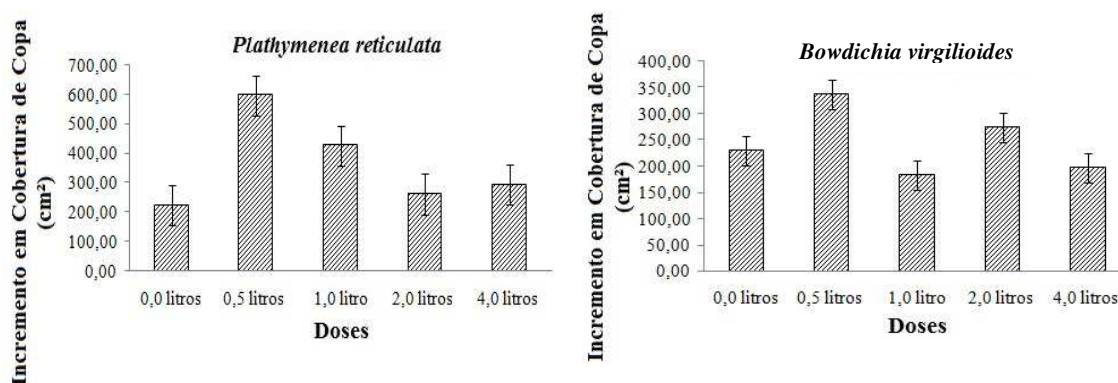 Plathymenea reticulata
Incremento em Cobertura de Copa
(cm²)
700,00
600,00
500,00
400,00
300,00
200,00
100,00
0,00
0,0 litros 0,5 litros 1,0 litro 2,0 litros 4,0 litros
Doses
Bowdichia virgilioides
Incremento em Cobertura de Copa
(cm²)
400,00
350,00
300,00
250,00
200,00
150,00
100,00
50,00
0,00
0,0 litros 0,5 litros 1,0 litro 2,0 litros 4,0 litros
Doses